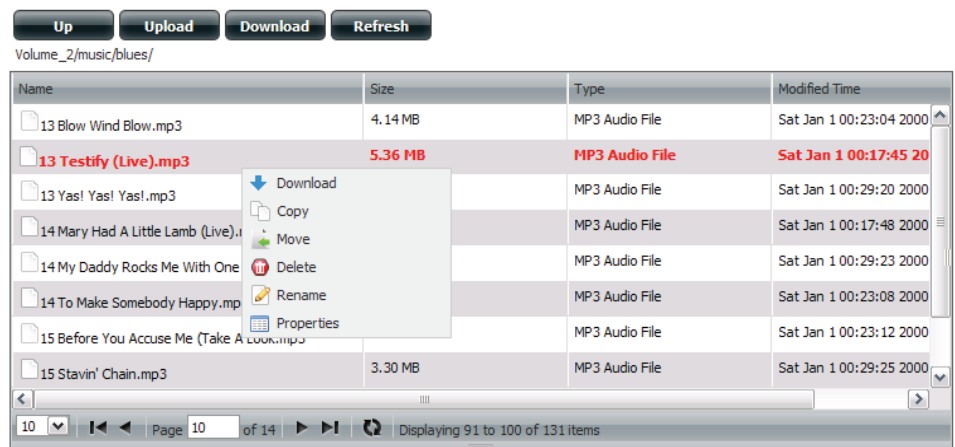 Up Upload Download Refresh
Volume_2/music/blues/
Name Size Type Modified Time
13 Blow Wind Blow.mp3 4.14 MB MP3 Audio File Sat Jan 1 00:23:04 2000
13 Testify (Live).mp3 5.36 MB MP3 Audio File Sat Jan 1 00:17:45 20
Download
13 Yas! Yas! Yas!.mp3 MP3 Audio File Sat Jan 1 00:29:20 2000
Copy
14 Mary Had A Little Lamb (Live). MP3 Audio File Sat Jan 1 00:17:48 2000
Move
14 My Daddy Rocks Me With One MP3 Audio File Sat Jan 1 00:29:23 2000
Delete
14 To Make Somebody Happy.mp MP3 Audio File Sat Jan 1 00:23:08 2000
Rename
Properties
15 Before You Accuse Me (Take A Look.mp3 MP3 Audio File Sat Jan 1 00:23:12 2000
15 Stavin' Chain.mp3 3.30 MB MP3 Audio File Sat Jan 1 00:29:25 2000
10 Page 10 of 14 Displaying 91 to 100 of 131 items